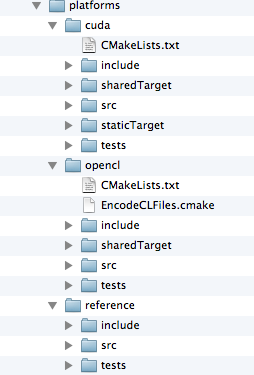 platforms
cuda
CMakeLists.txt
include
sharedTarget
src
staticTarget
tests
opencl
CMakeLists.txt
EncodeCLFiles.cmake
include
sharedTarget
src
tests
reference
include
src
tests